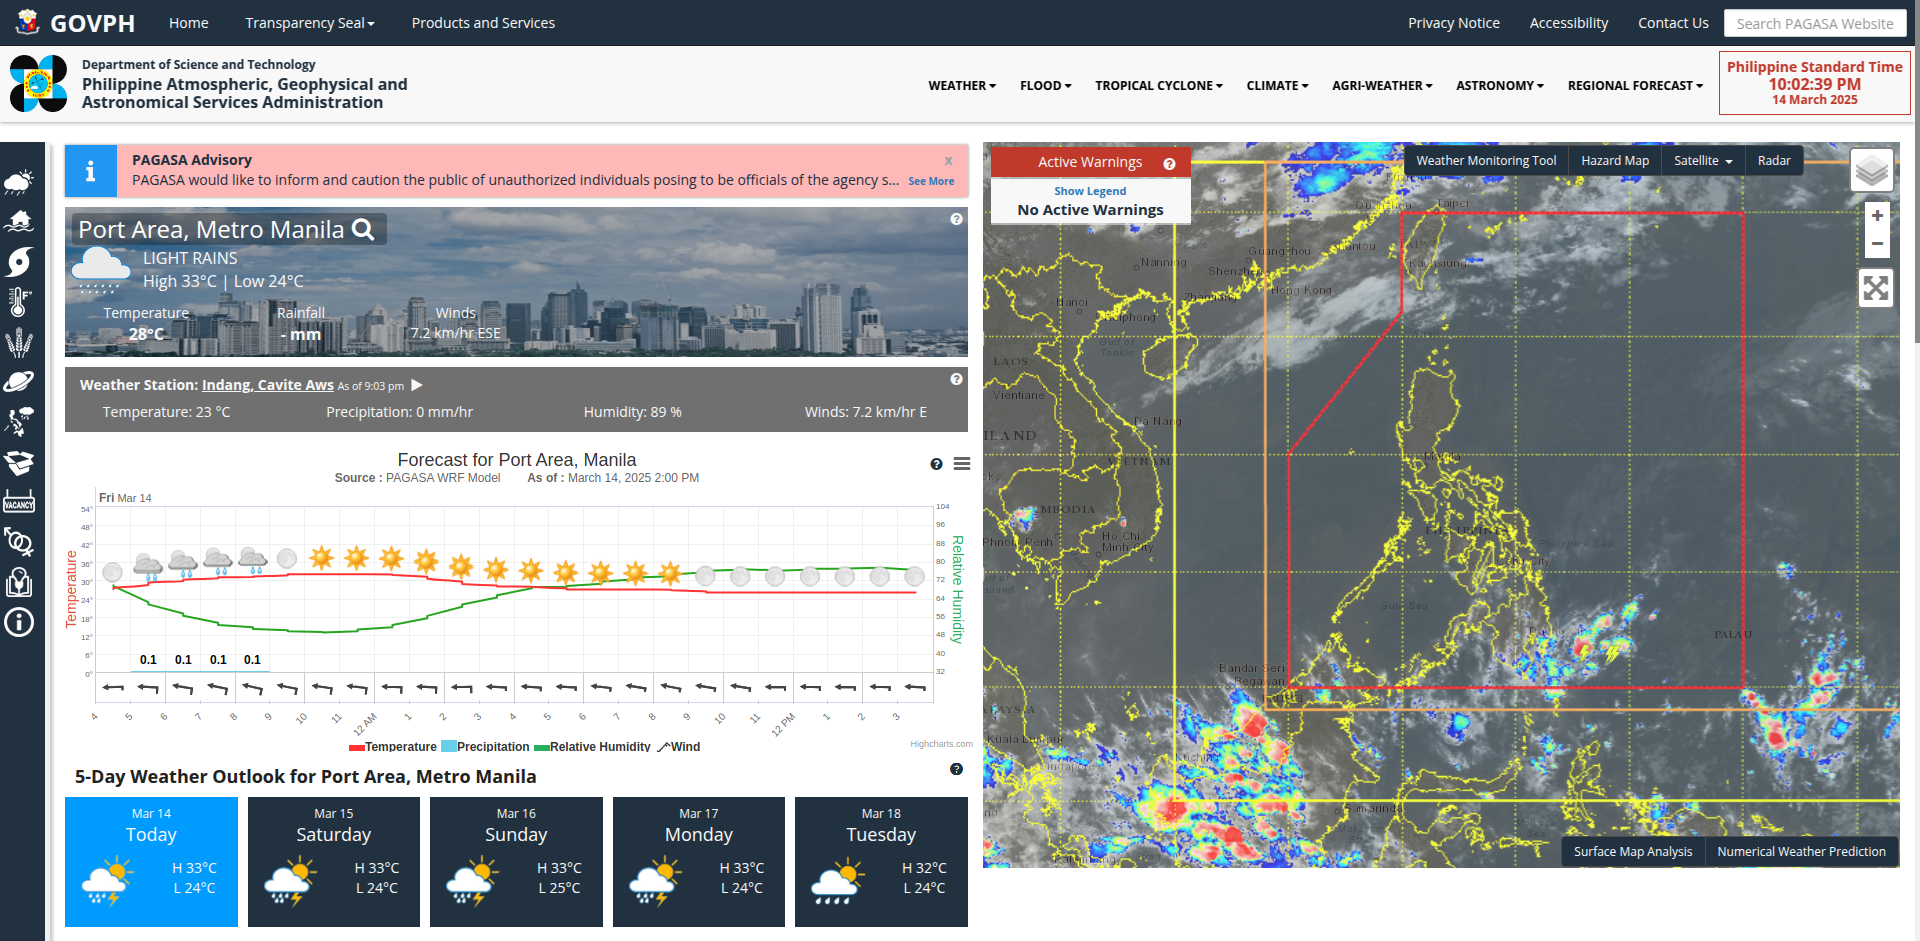 GOVPH
Home
Transparency Seal
Products and Services
Privacy Notice
Accessibility
Contact Us
Search PAGASA Website
Department of Science and Technology
Philippine Atmospheric, Geophysical and
Astronomical Services Administration
WEATHER
FLOOD
TROPICAL CYCLONE
CLIMATE
AGRI-WEATHER
ASTRONOMY
REGIONAL FORECAST
Philippine Standard Time
10:02:39 PM
14 March 2025
VACANCY
PAGASA Advisory
x
PAGASA would like to inform and caution the public of unauthorized individuals posing to be officials of the agency s... See More
Port Area, Metro Manila
LIGHT RAINS
High 33°C | Low 24°C
Temperature
28°C
Rainfall
- mm
Winds
7.2 km/hr ESE
Weather Station: Indang, Cavite Aws As of 9:03 pm
Temperature: 23 °C
Precipitation: 0 mm/hr
Humidity: 89 %
Winds: 7.2 km/hr E
Forecast for Port Area, Manila
Source : PAGASA WRF Model As of : March 14, 2025 2:00 PM
Fri Mar 14
Temperature
54°
48°
42°
36°
30°
24°
18°
12°
6°
0°
104
96
88
80
72
64
56
48
40
32
Relative Humidity
0.1 0.1 0.1 0.1
4 5 6 7 8 9 10 11 12 AM 1 2 3 4 5 6 7 8 9 10 11 12 PM 1 2 3
Temperature Precipitation Relative Humidity Wind
Highcharts.com
5-Day Weather Outlook for Port Area, Metro Manila
Mar 14
Today
H 33°C
L 24°C
Mar 15
Saturday
H 33°C
L 24°C
Mar 16
Sunday
H 33°C
L 25°C
Mar 17
Monday
H 33°C
L 24°C
Mar 18
Tuesday
H 32°C
L 24°C
Active Warnings
Show Legend
No Active Warnings
Weather Monitoring Tool
Hazard Map
Satellite
Radar
+
−
Taipei
Guangzhou
Nanning
Shenzhen
Kaohsiung
Hong Kong
Hanoi
Gulf of
Tonkin
LAOS
Vientiane
Da Nang
VIETNAM
Manila
Ho Chi
Minh City
Philippine Sea
Sulu Sea
PALAU
Bandar Seri
Begawan
Kuala Lumpur
Kuching
Samarinda
Surface Map Analysis
Numerical Weather Prediction